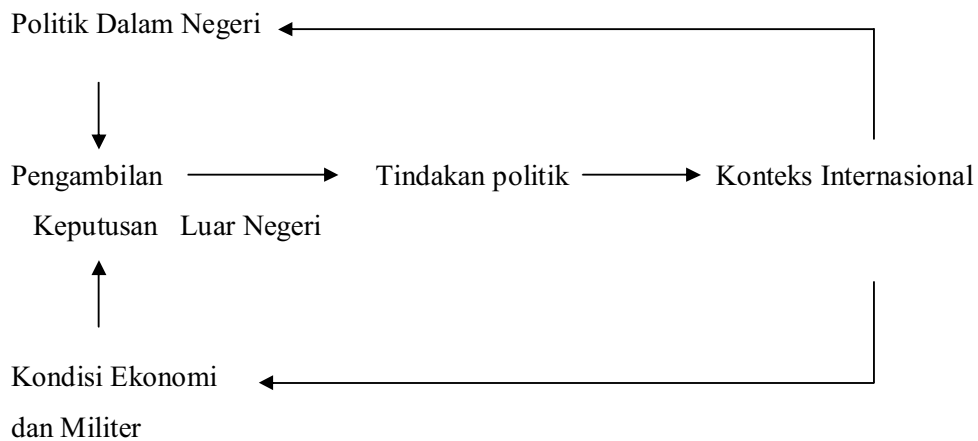 Politik Dalam Negeri
Pengambilan Tindakan politik Konteks Internasional
Keputusan Luar Negeri
Kondisi Ekonomi
dan Militer